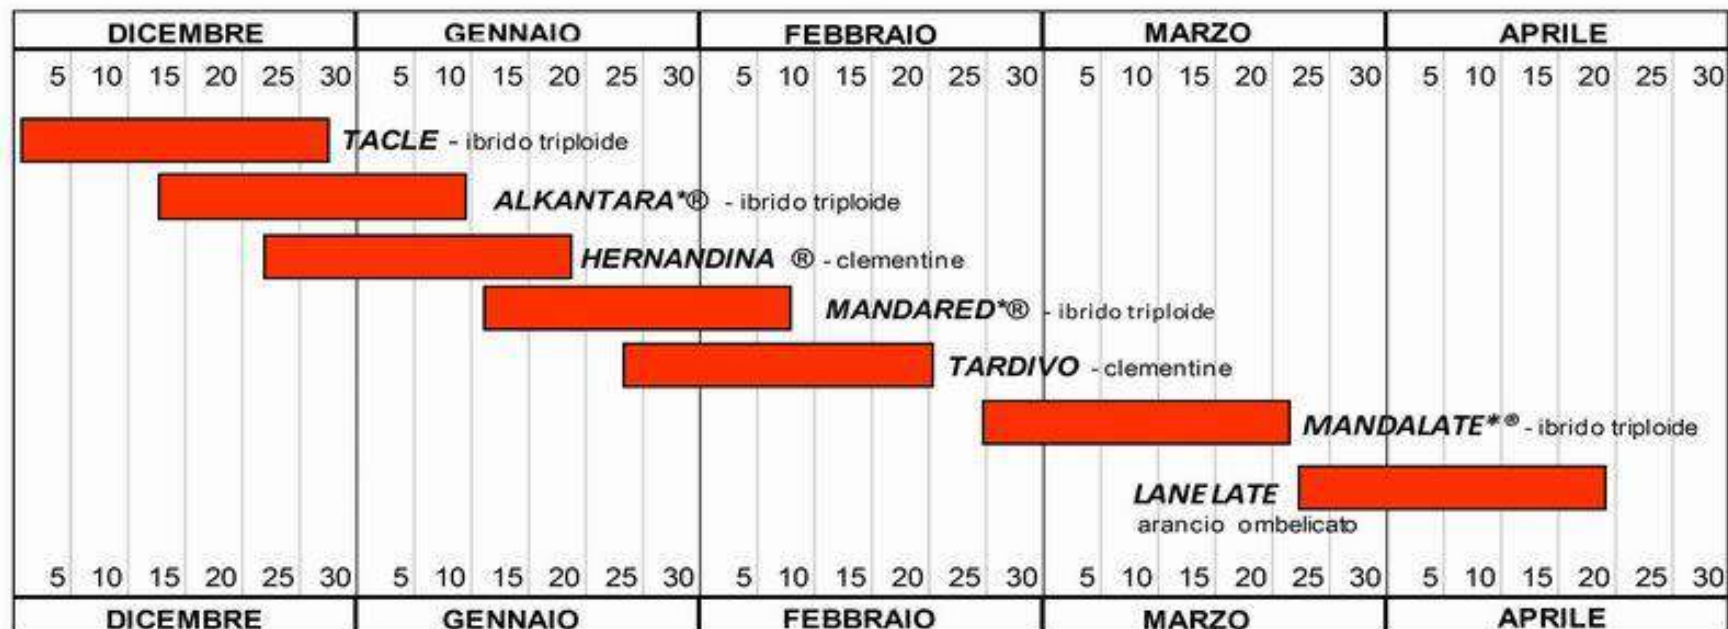 DICEMBRE GENNAIO FEBBRAIO MARZO APRILE
5 10 15 20 25 30 5 10 15 20 25 30 5 10 15 20 25 30 5 10 15 20 25 30 5 10 15 20 25 30
TACLE - ibrido triploide
ALKANTARA*® - ibrido triploide
HERNANDINA ® - clementine
MANDARED*® - ibrido triploide
TARDIVO - clementine
MANDALATE*® - ibrido triploide
LANE LATE
arancio ombelicato
5 10 15 20 25 30 5 10 15 20 25 30 5 10 15 20 25 30 5 10 15 20 25 30 5 10 15 20 25 30
DICEMBRE GENNAIO FEBBRAIO MARZO APRILE